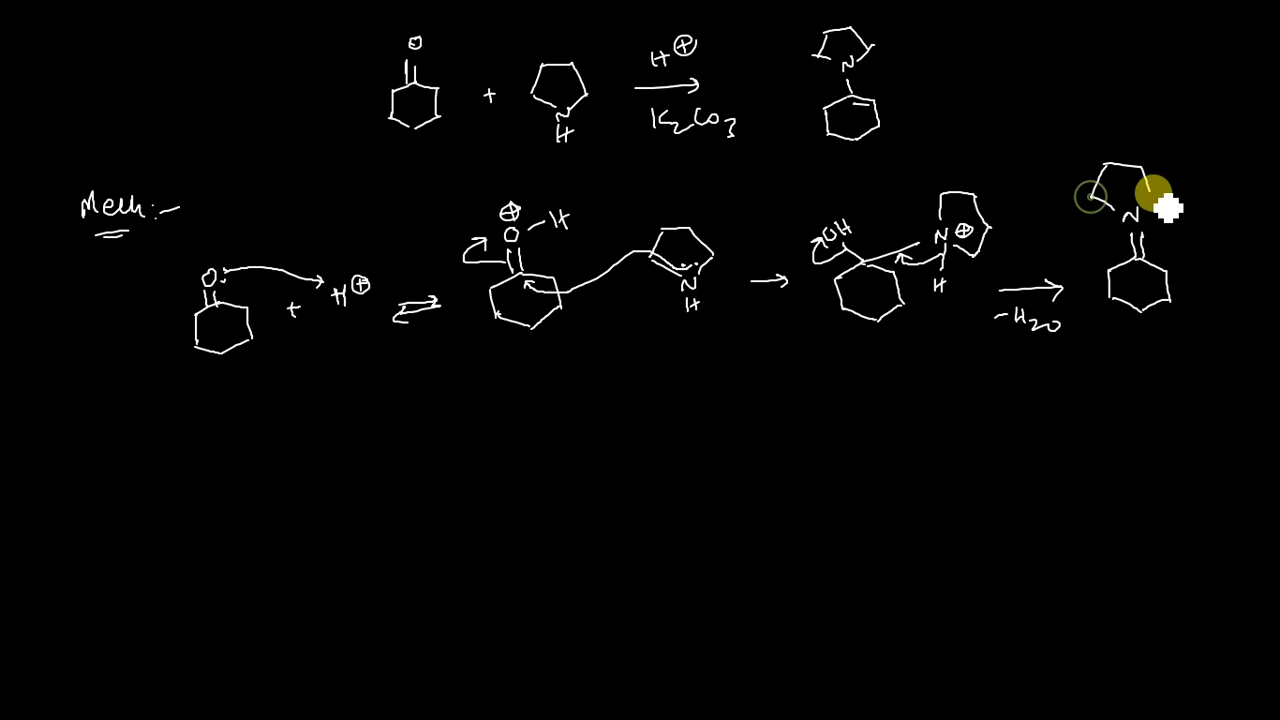 O + N H H ⊕ K2CO3 N
Mech :-
O + H ⊕ ⊕ O - H N H OH N ⊕ H - H2O N